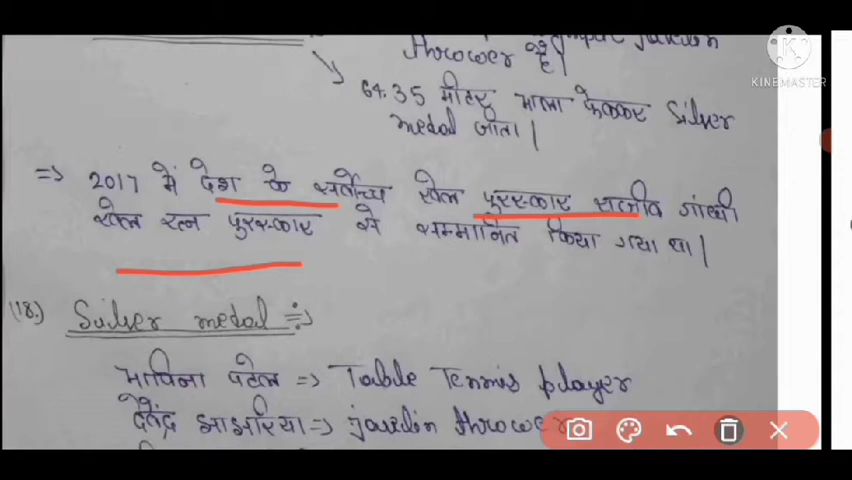 Thrower है।
64.35 मीटर भाला फेककर Silver
medal जीता।
KINEMASTER
=> 2017 में देश के सर्वोच्च खेल पुरस्कार राजीव गांधी
खेल रत्न पुरस्कार से सम्मानित किया गया था।
(18.) Silver medal =>
भाविना पटेल => Table Tennis player
देवेंद्र झाझरिया => javelin thrower